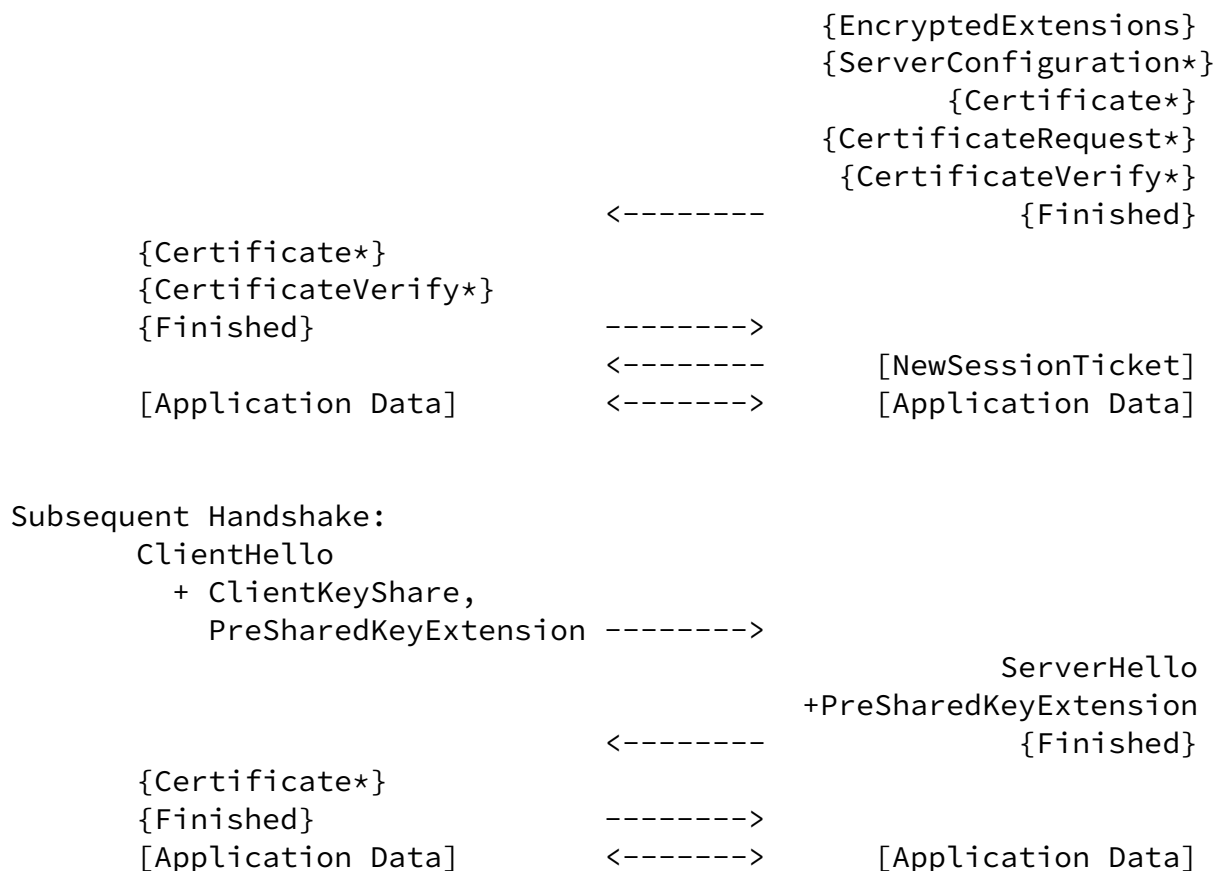 {EncryptedExtensions}
{ServerConfiguration*}
{Certificate*}
{CertificateRequest*}
{CertificateVerify*}
<-------- {Finished}
{Certificate*}
{CertificateVerify*}
{Finished} -------->
<-------- [NewSessionTicket]
[Application Data] <-------> [Application Data]
Subsequent Handshake:
ClientHello
+ ClientKeyShare,
PreSharedKeyExtension -------->
ServerHello
+PreSharedKeyExtension
<-------- {Finished}
{Certificate*}
{Finished} -------->
[Application Data] <-------> [Application Data]